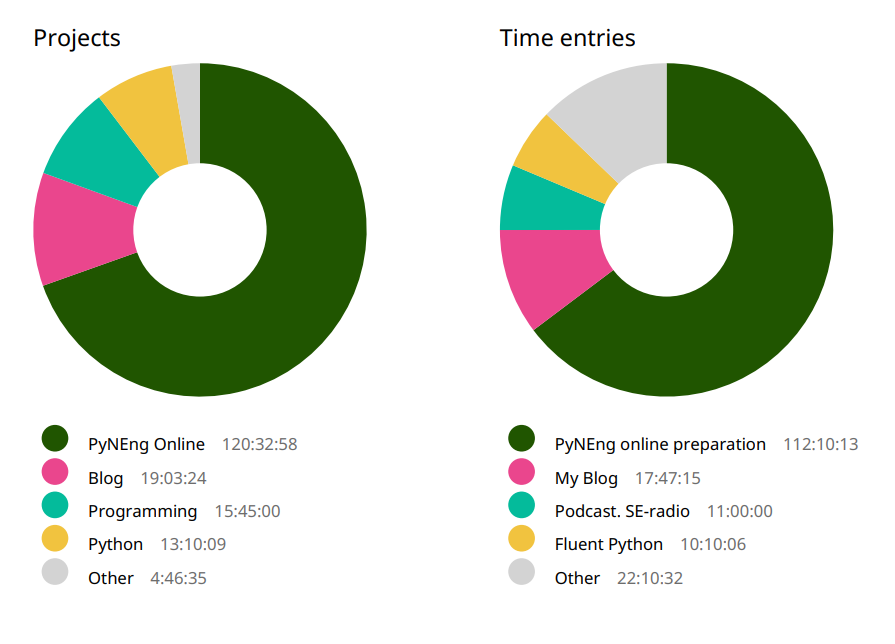 Projects
PyNEng Online 120:32:58
Blog 19:03:24
Programming 15:45:00
Python 13:10:09
Other 4:46:35
Time entries
PyNEng online preparation 112:10:13
My Blog 17:47:15
Podcast. SE-radio 11:00:00
Fluent Python 10:10:06
Other 22:10:32